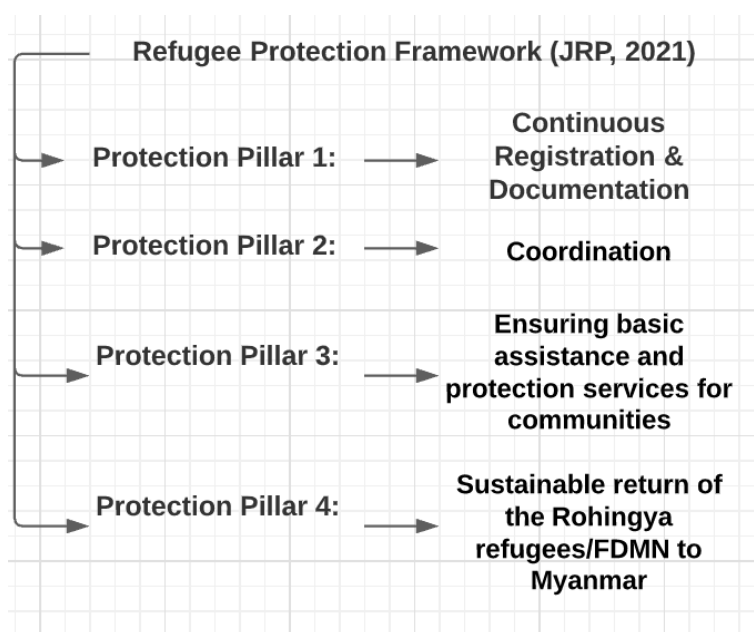 Refugee Protection Framework (JRP, 2021)
Protection Pillar 1:
Continuous
Registration &
Documentation
Protection Pillar 2:
Coordination
Protection Pillar 3:
Ensuring basic
assistance and
protection services for
communities
Protection Pillar 4:
Sustainable return of
the Rohingya
refugees/FDMN to
Myanmar